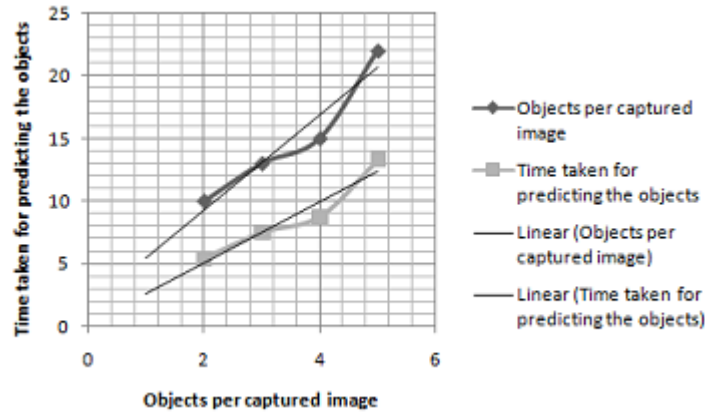 Time taken for predicting the objects
25
20
15
10
5
0
0 2 4 6
Objects per captured image
Objects per captured
image
Time taken for
predicting the objects
Linear (Objects per
captured image)
Linear (Time taken for
predicting the objects)